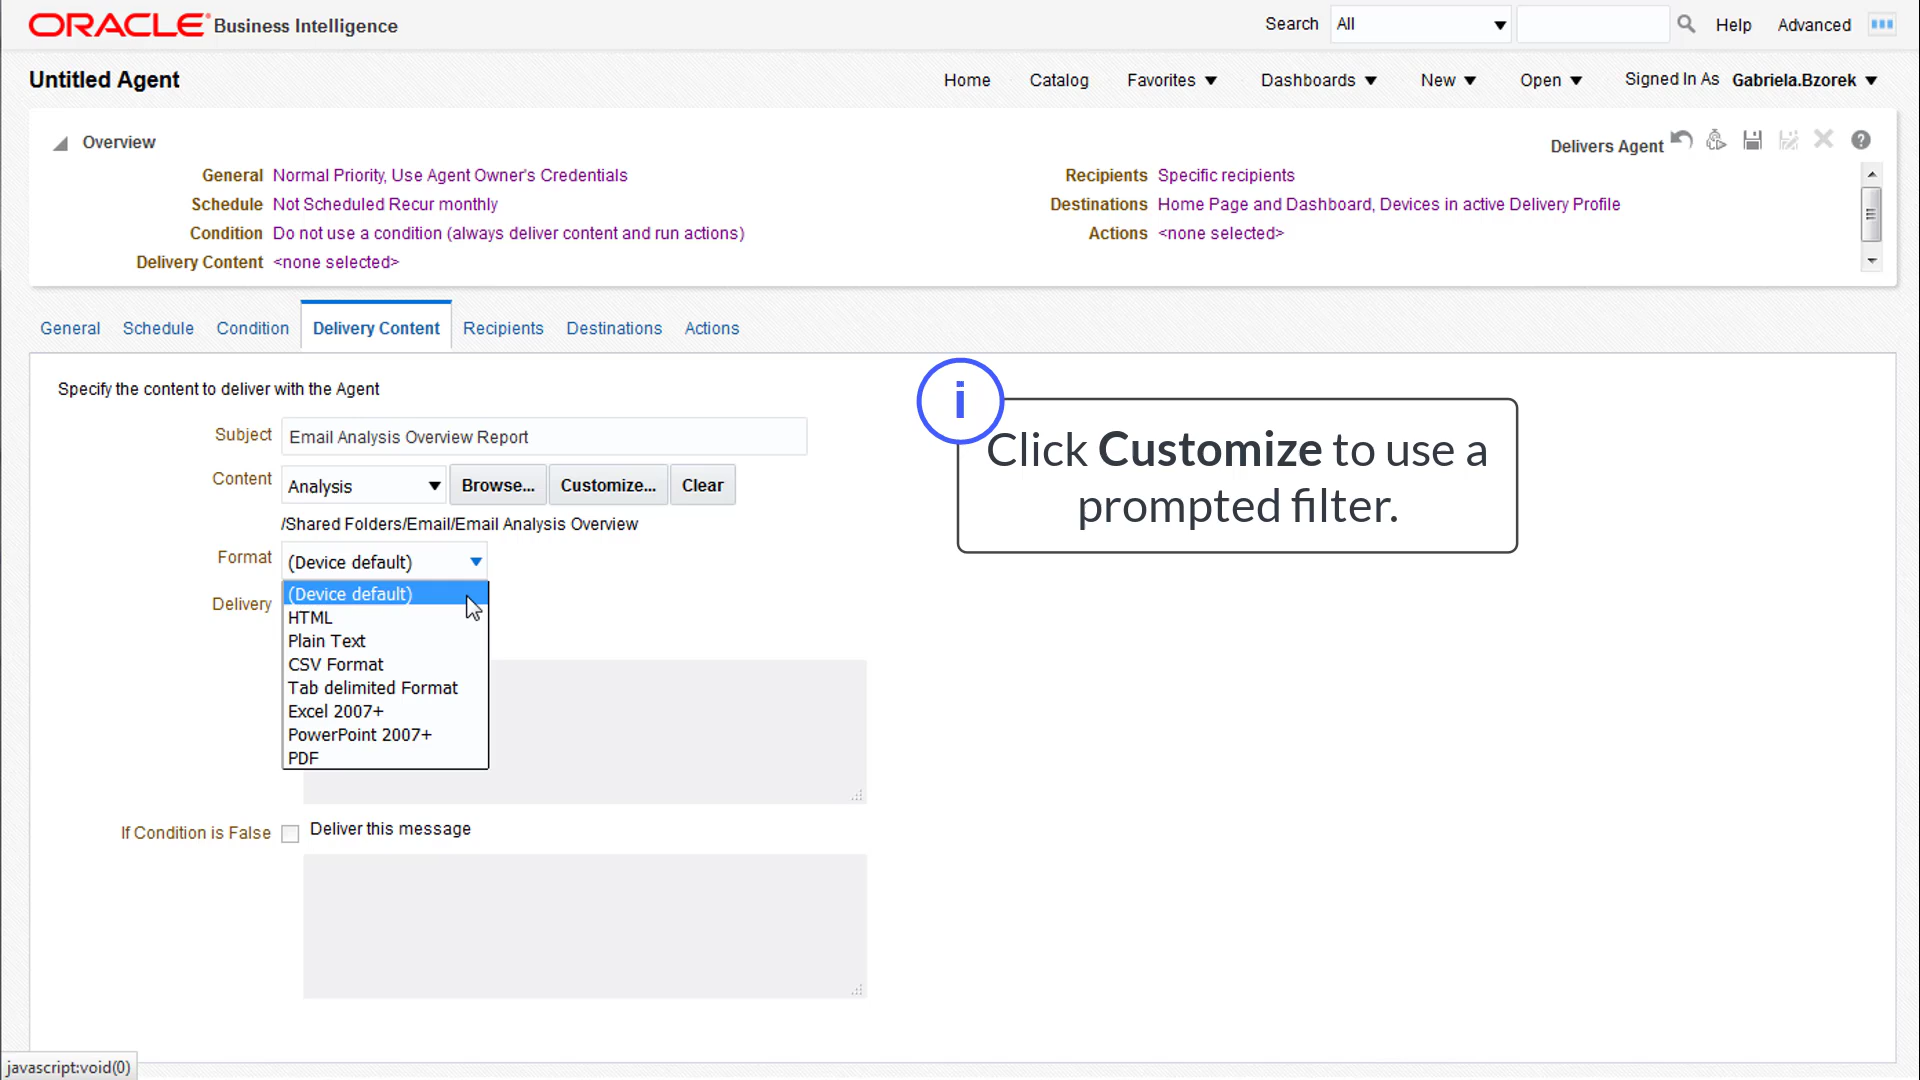 ORACLE® Business Intelligence
Search All Help Advanced
Untitled Agent
Home Catalog Favorites Dashboards New Open Signed In As Gabriela.Bzorek
Overview
Delivers Agent
General Normal Priority, Use Agent Owner's Credentials
Schedule Not Scheduled Recur monthly
Condition Do not use a condition (always deliver content and run actions)
Delivery Content <none selected>
Recipients Specific recipients
Destinations Home Page and Dashboard, Devices in active Delivery Profile
Actions <none selected>
General Schedule Condition Delivery Content Recipients Destinations Actions
Specify the content to deliver with the Agent
Subject Email Analysis Overview Report
Content Analysis Browse... Customize... Clear
/Shared Folders/Email/Email Analysis Overview
Format (Device default)
Delivery
(Device default)
HTML
Plain Text
CSV Format
Tab delimited Format
Excel 2007+
PowerPoint 2007+
PDF
If Condition is False Deliver this message
i
Click Customize to use a
prompted filter.
javascript:void(0)